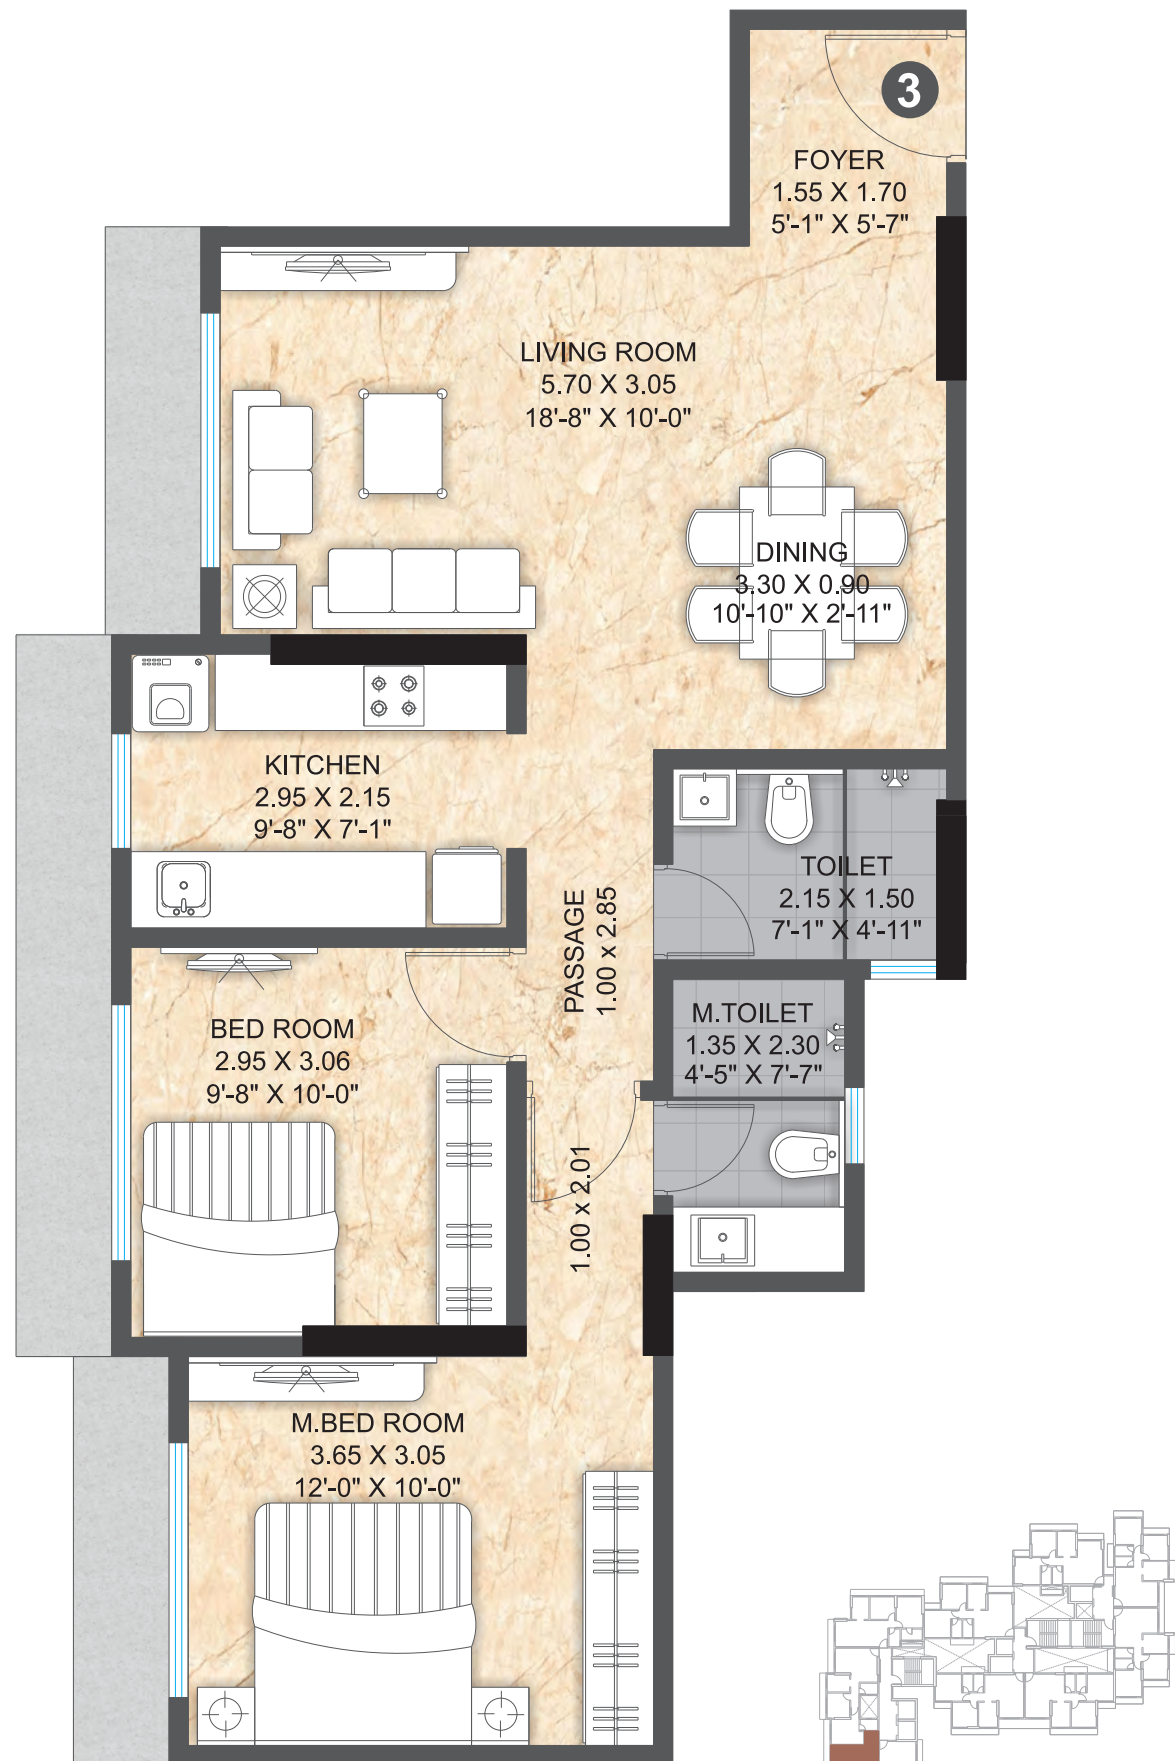 3
FOYER
1.55 X 1.70
5'-1" X 5'-7"
LIVING ROOM
5.70 X 3.05
18'-8" X 10'-0"
DINING
3.30 X 0.90
10'-10" X 2'-11"
KITCHEN
2.95 X 2.15
9'-8" X 7'-1"
TOILET
2.15 X 1.50
7'-1" X 4'-11"
PASSAGE
1.00 x 2.85
M.TOILET
1.35 X 2.30
4'-5" X 7'-7"
BED ROOM
2.95 X 3.06
9'-8" X 10'-0"
1.00 x 2.01
M.BED ROOM
3.65 X 3.05
12'-0" X 10'-0"